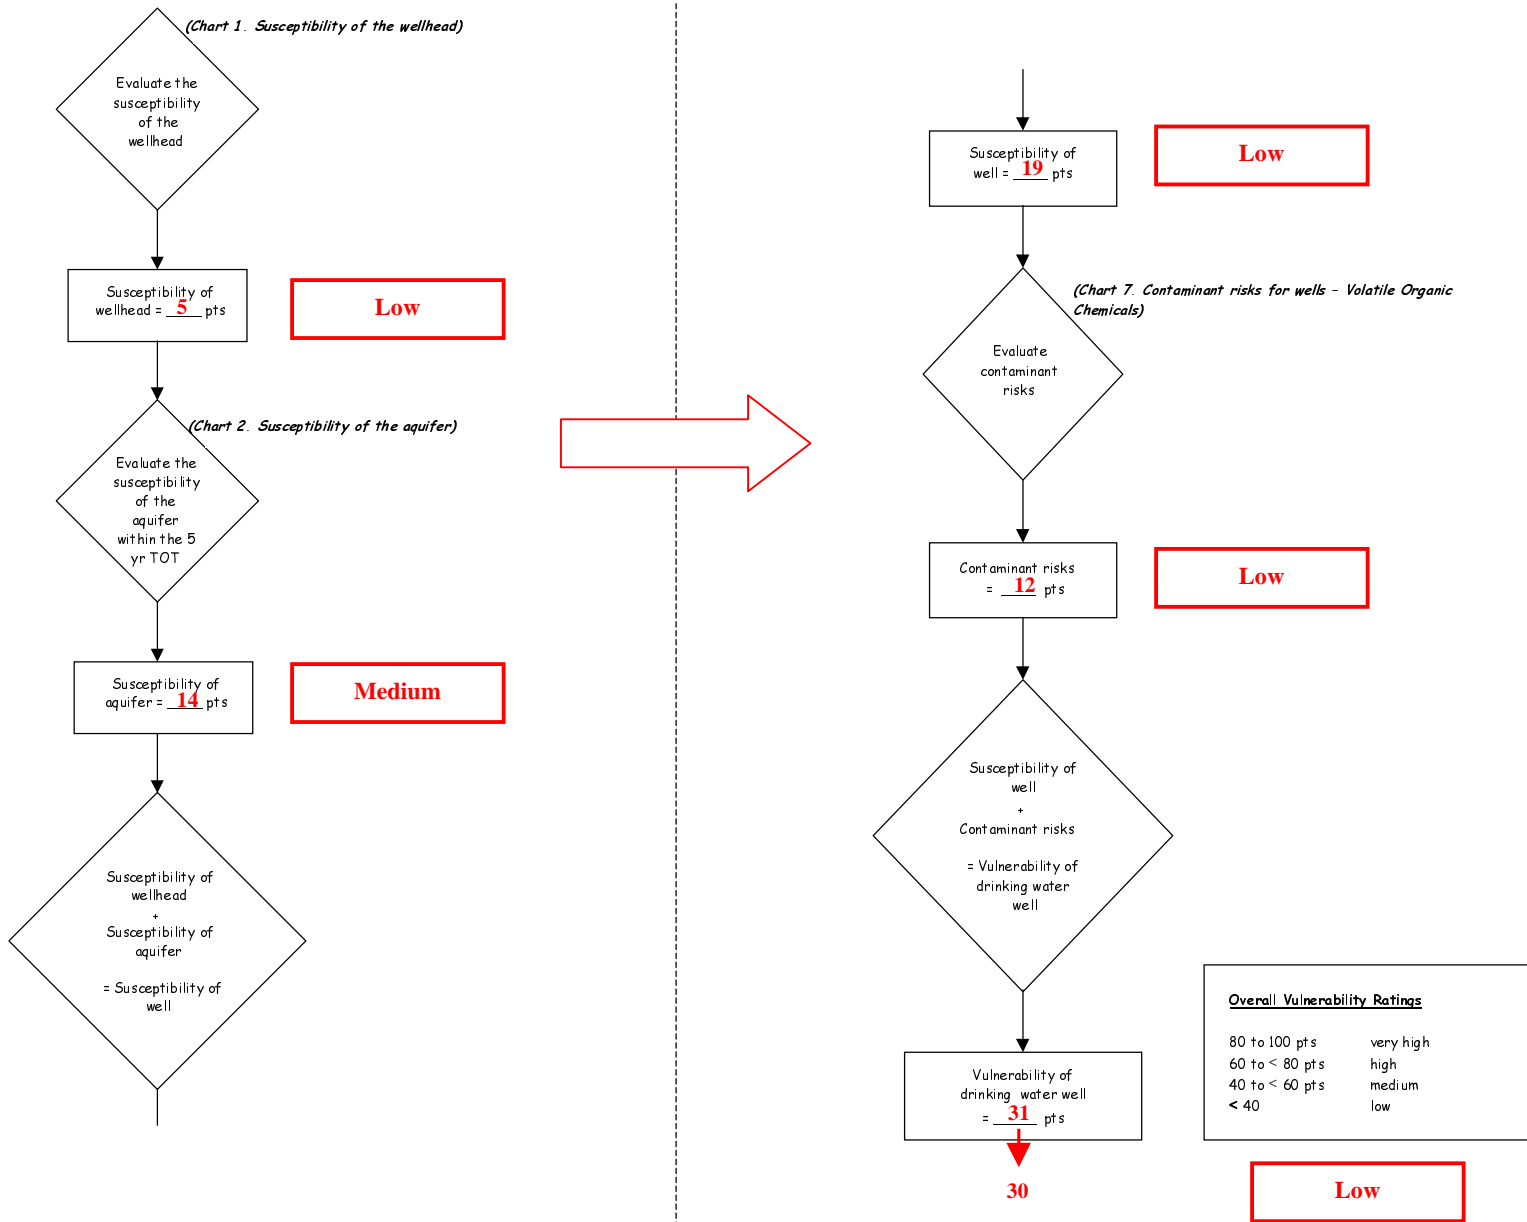 (Chart 1. Susceptibility of the wellhead)
Evaluate the
susceptibility
of the
wellhead
Susceptibility of
wellhead = 5 pts
Low
(Chart 2. Susceptibility of the aquifer)
Evaluate the
susceptibility
of the
aquifer
within the 5
yr TOT
Susceptibility of
aquifer = 14 pts
Medium
Susceptibility of
wellhead
+
Susceptibility of
aquifer
= Susceptibility of
well
Susceptibility of
well = 19 pts
Low
(Chart 7. Contaminant risks for wells – Volatile Organic
Chemicals)
Evaluate
contaminant
risks
Contaminant risks
= 12 pts
Low
Susceptibility of
well
+
Contaminant risks
= Vulnerability of
drinking water
well
Vulnerability of
drinking water well
= 31 pts
30
Overall Vulnerability Ratings
80 to 100 pts very high
60 to < 80 pts high
40 to < 60 pts medium
< 40 low
Low